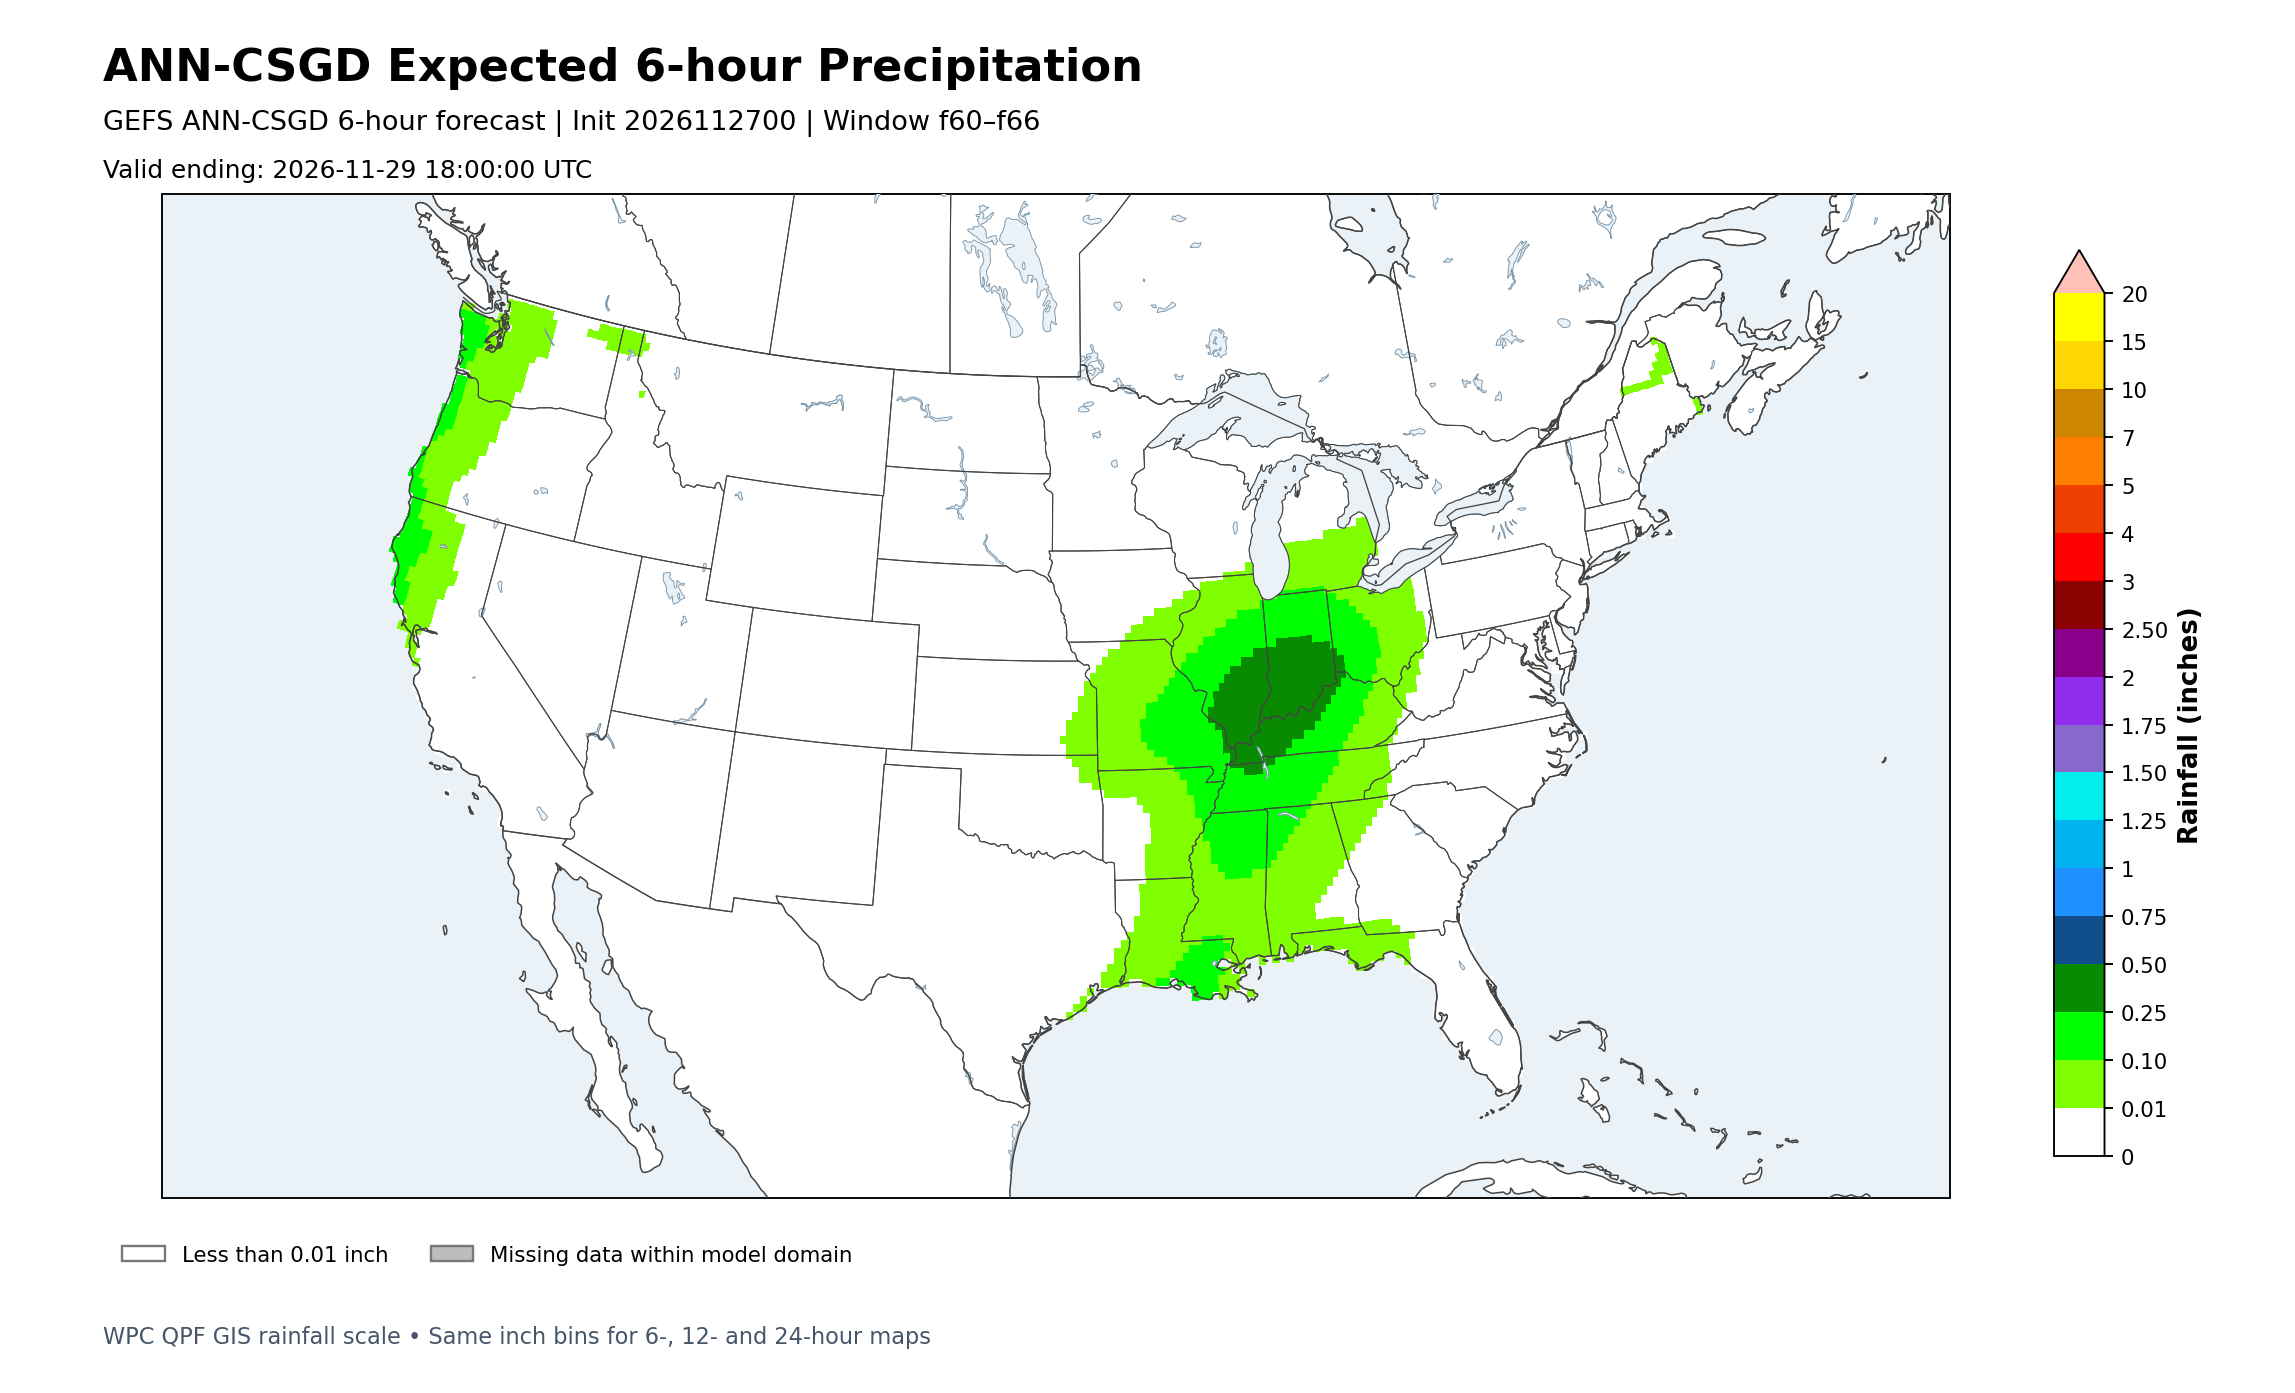 ANN-CSGD Expected 6-hour Precipitation
GEFS ANN-CSGD 6-hour forecast | Init 2026112700 | Window f60–f66
Valid ending: 2026-11-29 18:00:00 UTC
20
15
10
7
5
4
3
2.50
2
1.75
1.50
1.25
1
0.75
0.50
0.25
0.10
0.01
0
Rainfall (inches)
Less than 0.01 inch
Missing data within model domain
WPC QPF GIS rainfall scale • Same inch bins for 6-, 12- and 24-hour maps